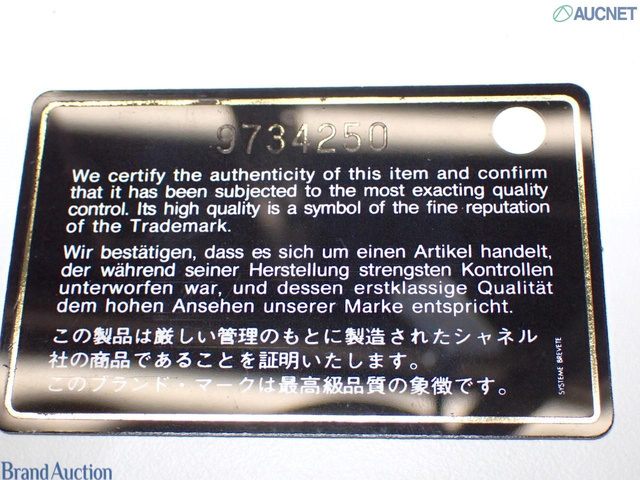 AUCNET
9734250
We certify the authenticity of this item and confirm
that it has been subjected to the most exacting quality
control. Its high quality is a symbol of the fine reputation
of the Trademark.
Wir bestätigen, dass es sich um einen Artikel handelt,
der während seiner Herstellung strengsten Kontrollen
unterworfen war, und dessen erstklassige Qualität
dem hohen Ansehen unserer Marke entspricht.
この製品は厳しい管理のもとに製造されたシャネル
社の商品であることを証明いたします。
このブランド・マークは最高級品質の象徴です。
SYSTEME BREVETE
Brand Auction